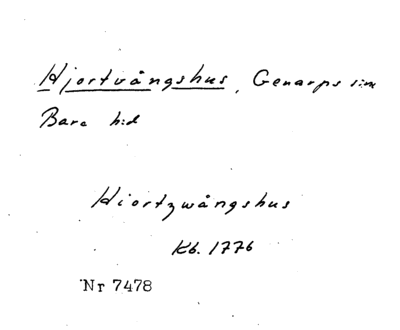 Hjortvångshus, Genarps sn
Bara hd
Hiortzwångshus
Kb. 1776
Nr 7478